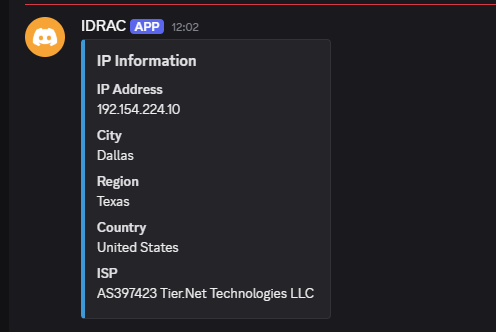 IDRAC APP 12:02
IP Information
IP Address
192.154.224.10
City
Dallas
Region
Texas
Country
United States
ISP
AS397423 Tier.Net Technologies LLC